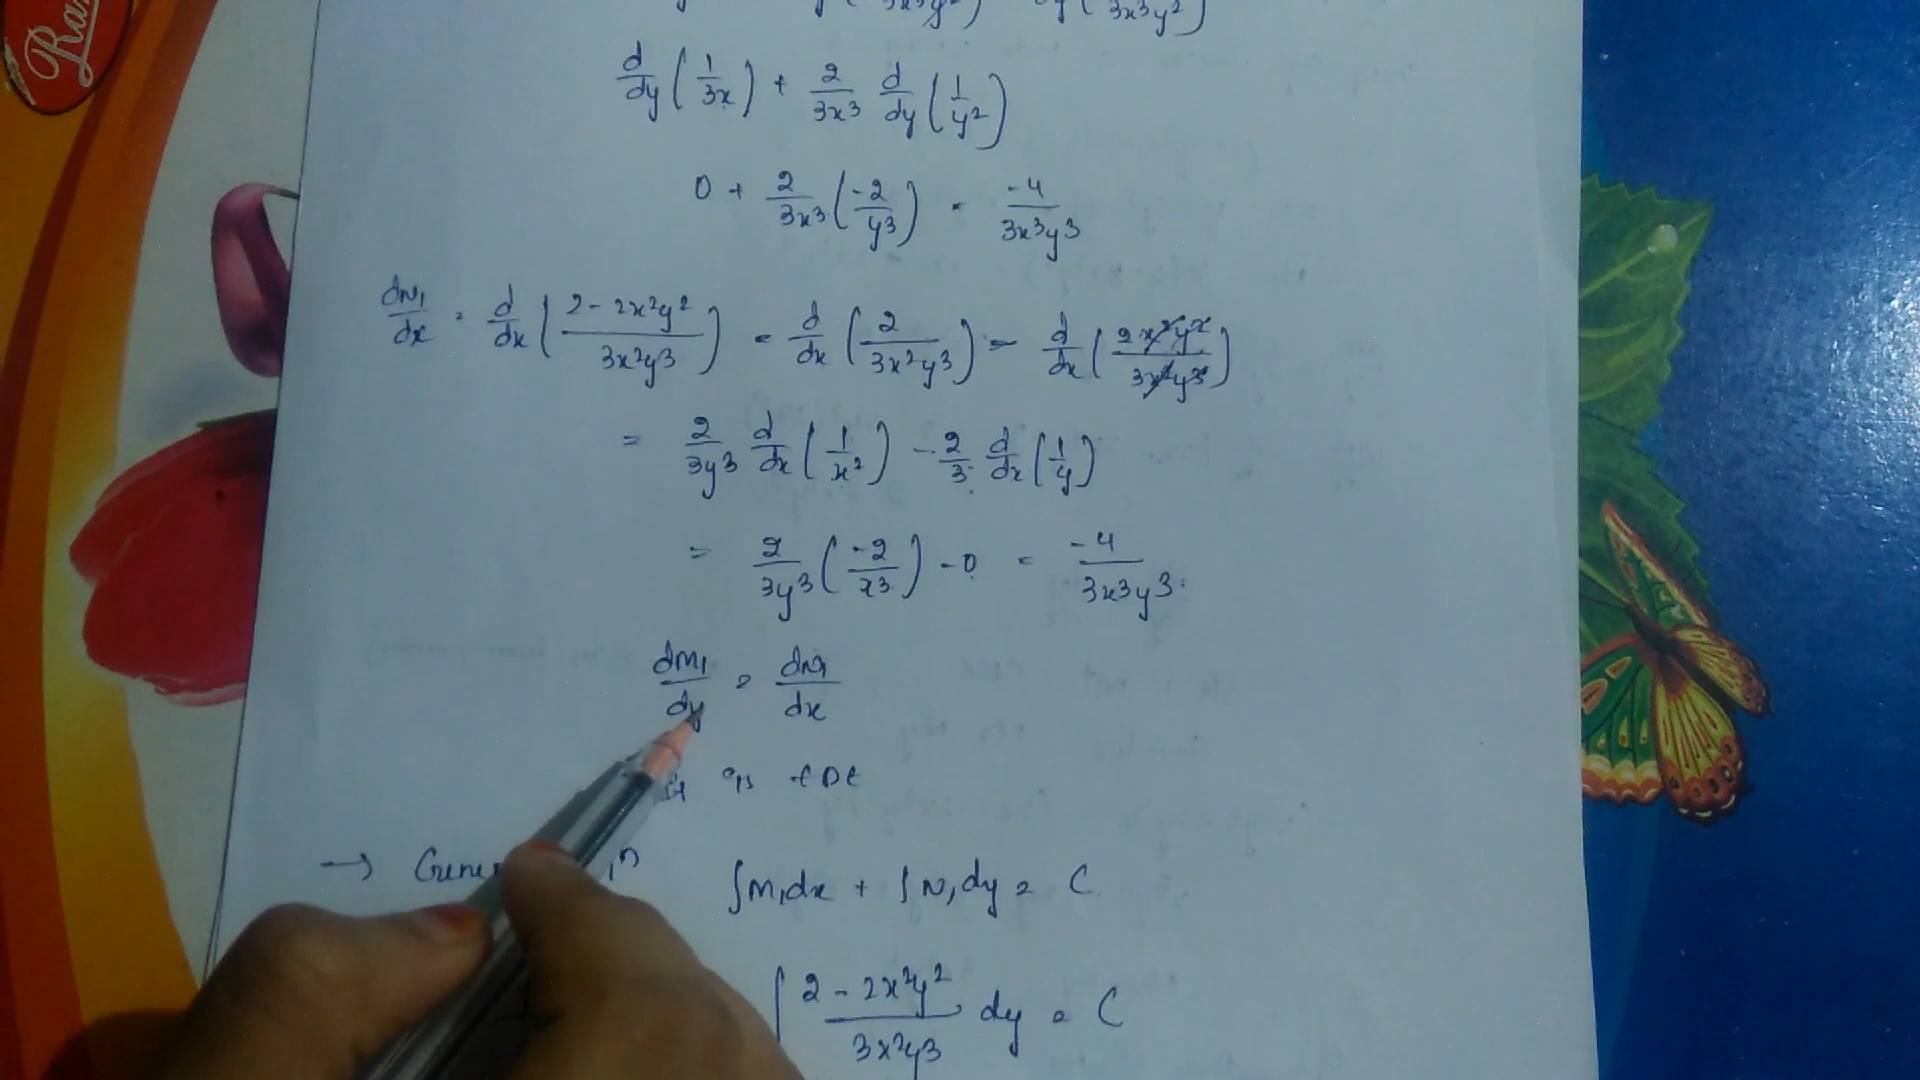 3x³y² 3x³y²
d/dy (1/3x) + 2/3x³ d/dy (1/y²)
0 + 2/3x³ (-2/y³) = -4/3x³y³
dN₁/dx = d/dx (2 - 2x²y²/3x²y³) = d/dx (2/3x²y³) - d/dx (2x²y²/3x²y³)
= 2/3y³ d/dx (1/x²) - 2/3 d/dx (1/y)
= 2/3y³ (-2/x³) - 0 = -4/3x³y³.
dM₁/dy = dN₁/dx
is EDE
→ ∫M₁dx + ∫N₁dy = C
∫ 2 - 2x²y²/3x²y³ dy = C